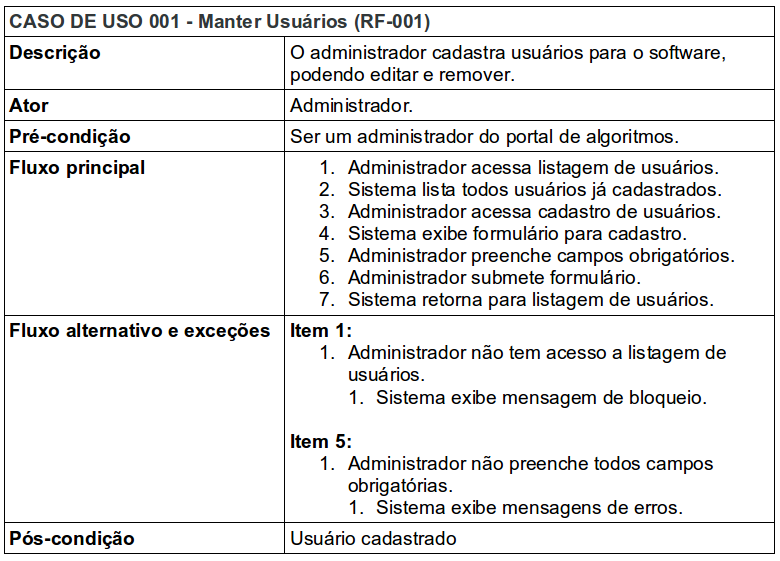 CASO DE USO 001 - Manter Usuários (RF-001)
Descrição
O administrador cadastra usuários para o software,
podendo editar e remover.
Ator
Administrador.
Pré-condição
Ser um administrador do portal de algoritmos.
Fluxo principal
1. Administrador acessa listagem de usuários.
2. Sistema lista todos usuários já cadastrados.
3. Administrador acessa cadastro de usuários.
4. Sistema exibe formulário para cadastro.
5. Administrador preenche campos obrigatórios.
6. Administrador submete formulário.
7. Sistema retorna para listagem de usuários.
Fluxo alternativo e exceções
Item 1:
1. Administrador não tem acesso a listagem de
usuários.
1. Sistema exibe mensagem de bloqueio.
Item 5:
1. Administrador não preenche todos campos
obrigatórias.
1. Sistema exibe mensagens de erros.
Pós-condição
Usuário cadastrado